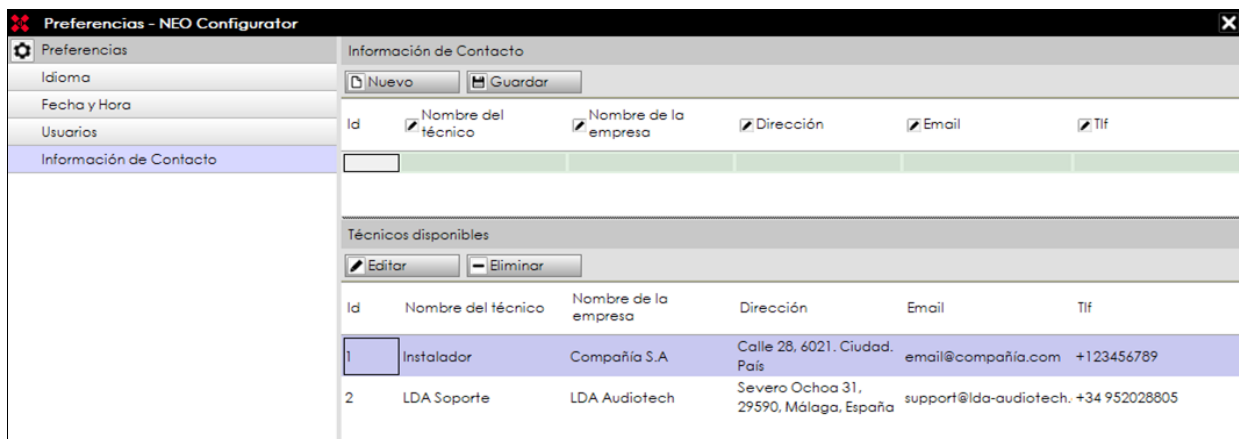 Preferencias - NEO Configurator
Preferencias
Idioma
Fecha y Hora
Usuarios
Información de Contacto
Información de Contacto
Nuevo
Guardar
Id
Nombre del
técnico
Nombre de la
empresa
Dirección
Email
Tlf
Técnicos disponibles
Editar
Eliminar
Id
Nombre del técnico
Nombre de la
empresa
Dirección
Email
Tlf
1
Instalador
Compañía S.A
Calle 28, 6021. Ciudad.
País
email@compañía.com
+123456789
2
LDA Soporte
LDA Audiotech
Severo Ochoa 31,
29590, Málaga, España
support@lda-audiotech.
+34 952028805